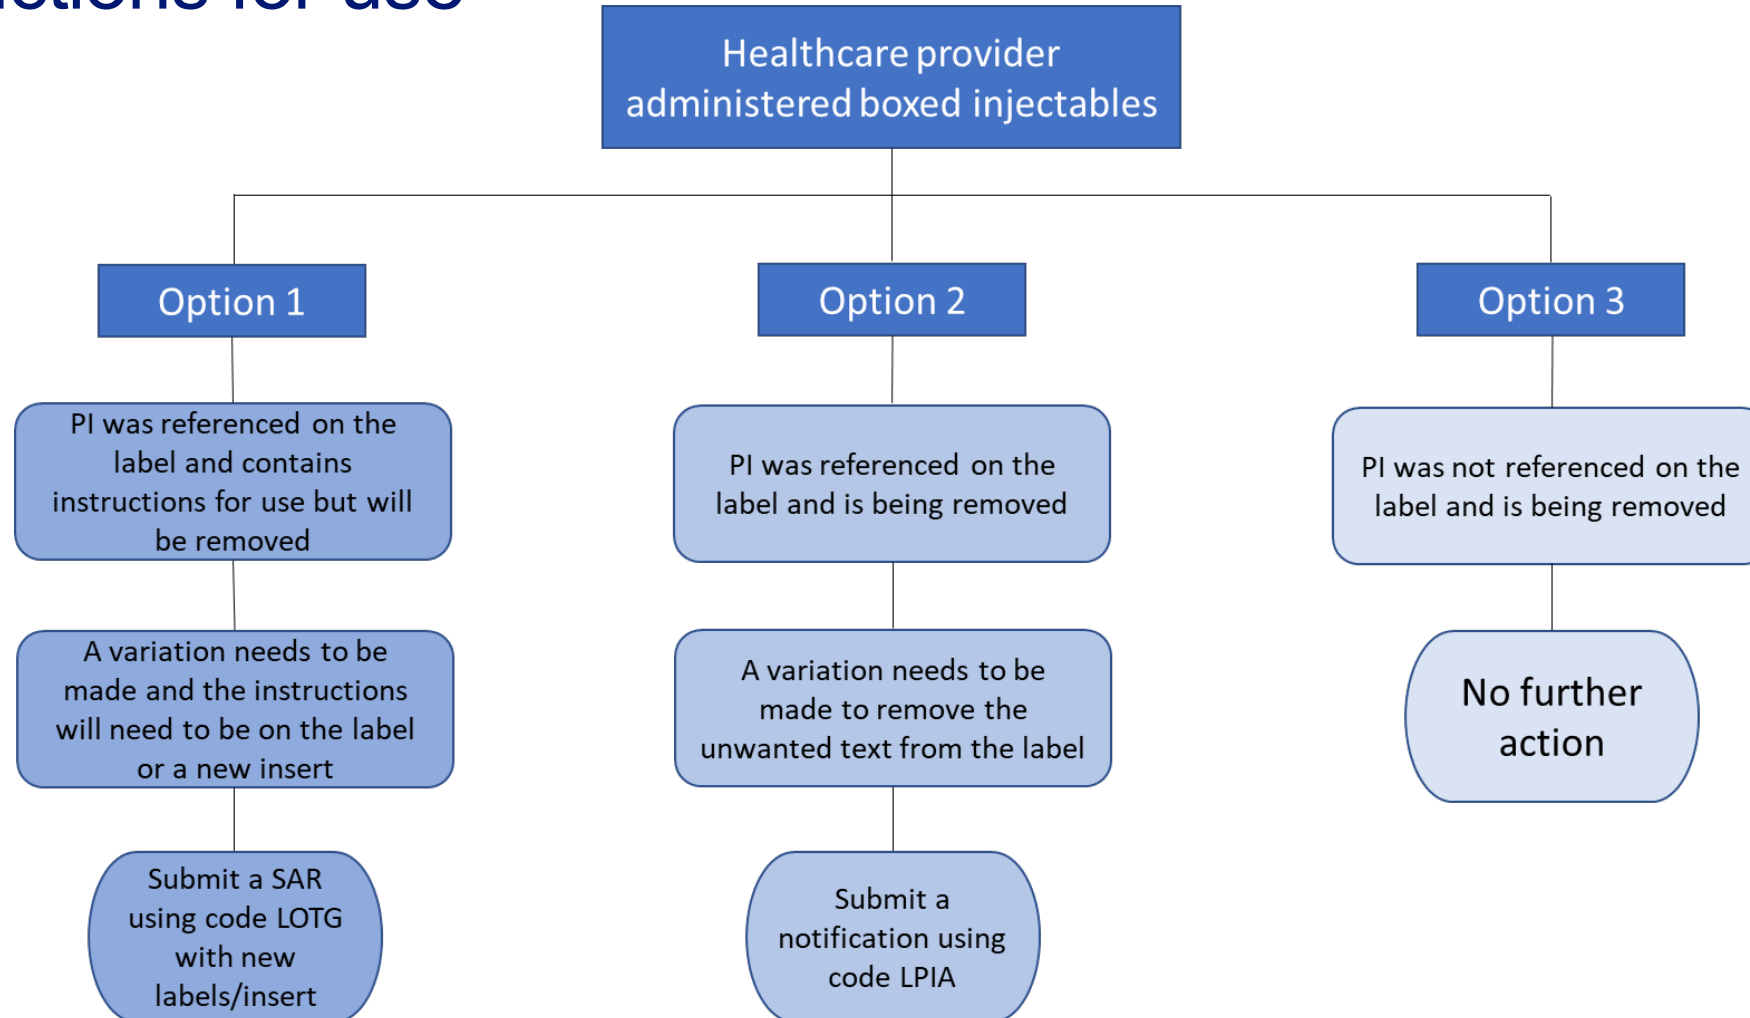 ctions for use
Healthcare provider
administered boxed injectables
Option 1
Option 2
Option 3
PI was referenced on the
label and contains
instructions for use but will
be removed
PI was referenced on the
label and is being removed
PI was not referenced on the
label and is being removed
A variation needs to be
made and the instructions
will need to be on the label
or a new insert
A variation needs to be
made to remove the
unwanted text from the label
No further
action
Submit a SAR
using code LOTG
with new
labels/insert
Submit a
notification using
code LPIA